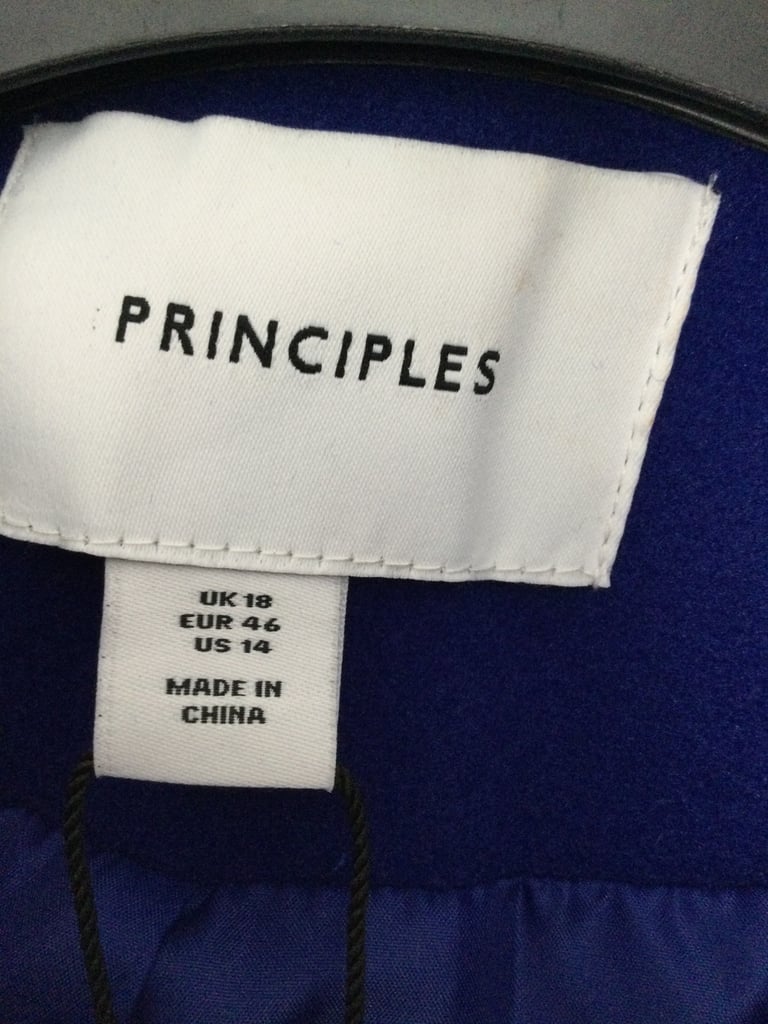 PRINCIPLES
UK 18
EUR 46
US 14
MADE IN
CHINA